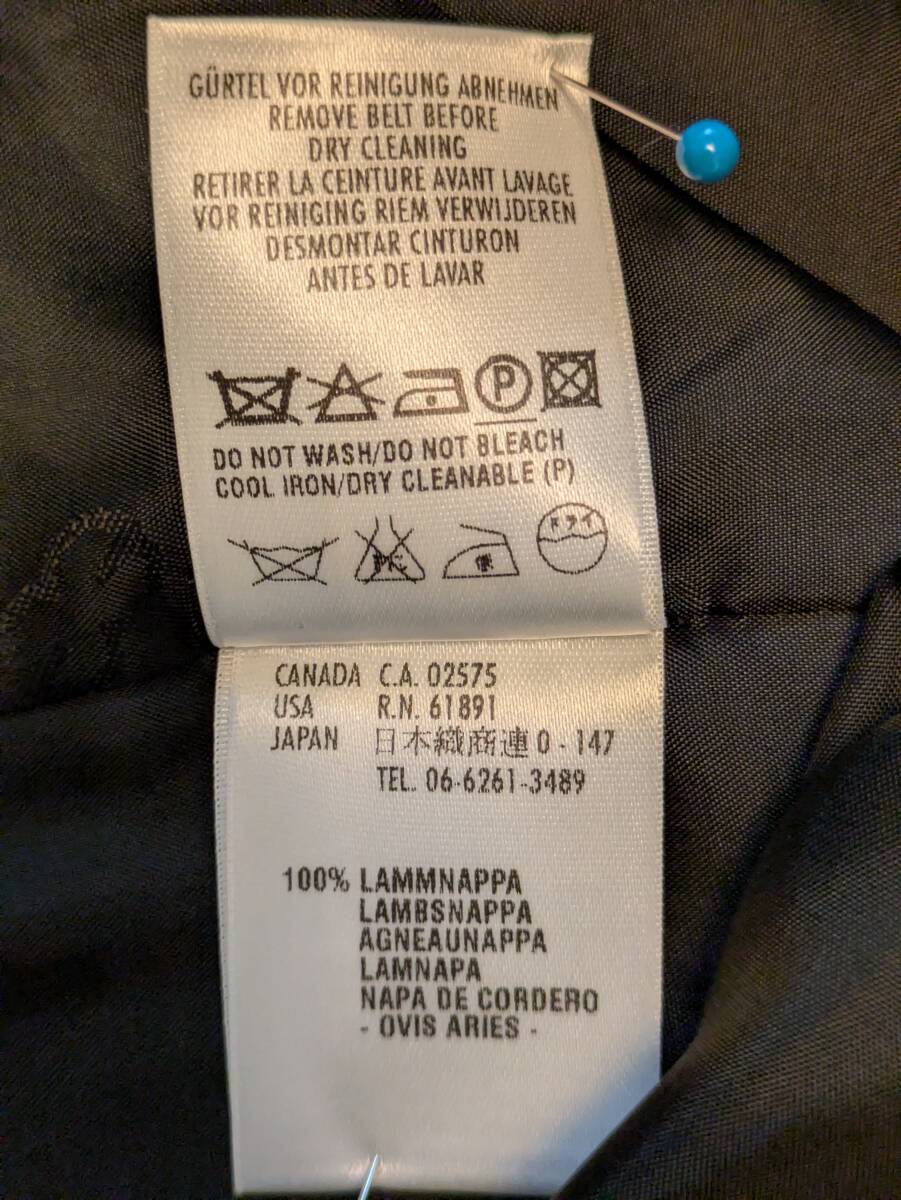 GÜRTEL VOR REINIGUNG ABNEHMEN
REMOVE BELT BEFORE
DRY CLEANING
RETIRER LA CEINTURE AVANT LAVAGE
VOR REINIGING RIEM VERWIJDEREN
DESMONTAR CINTURON
ANTES DE LAVAR
P
DO NOT WASH/DO NOT BLEACH
COOL IRON/DRY CLEANABLE (P)
ドライ
CANADA C.A. 02575
USA R.N. 61891
JAPAN 日本織商連0-147
TEL. 06-6261-3489
100% LAMMNAPPA
LAMBSNAPPA
AGNEAUNAPPA
LAMNAPA
NAPA DE CORDERO
- OVIS ARIES -